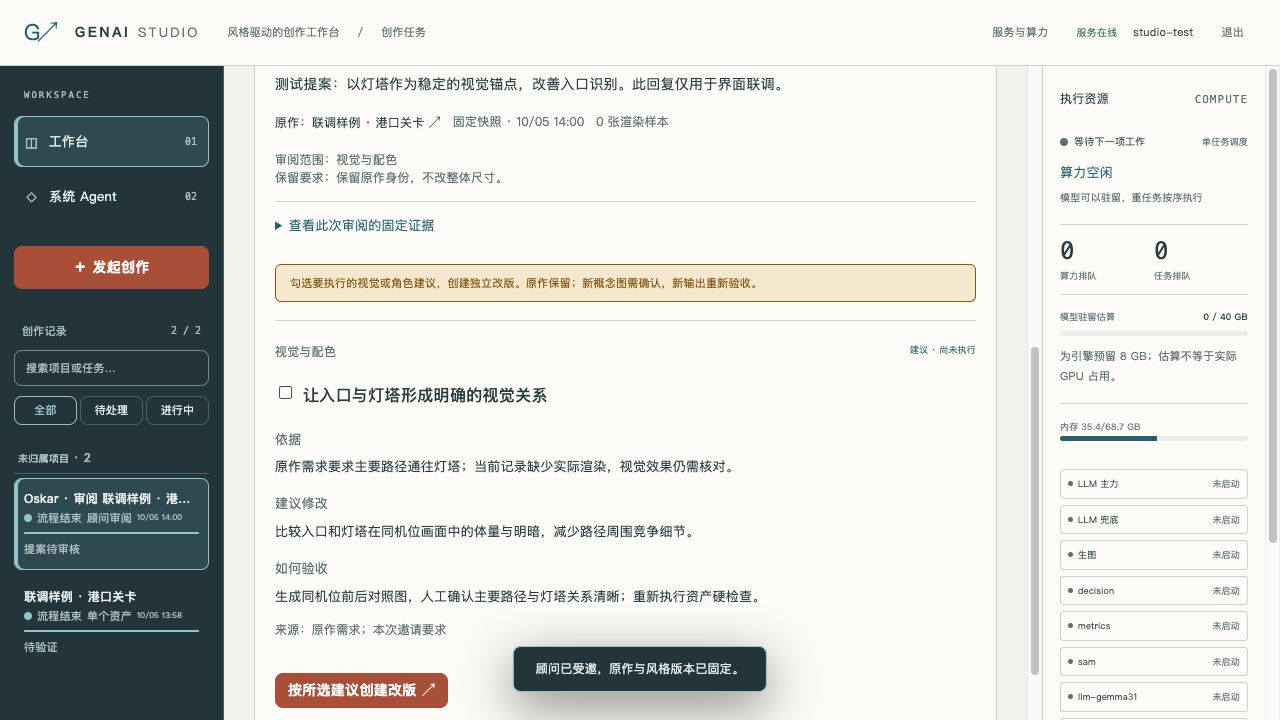 G GENAI STUDIO 风格驱动的创作工作台 / 创作任务 服务与算力 服务在线 studio-test 退出
WORKSPACE
◫ 工作台 01
◇ 系统 Agent 02
+ 发起创作
创作记录 2 / 2
搜索项目或任务...
全部 待处理 进行中
未归属项目 · 2
Oskar · 审阅 联调样例 · 港...
流程结束 顾问审阅 10/05 14:00
提案待审核
联调样例 · 港口关卡
流程结束 单个资产 10/05 13:58
待验证
测试提案：以灯塔作为稳定的视觉锚点，改善入口识别。此回复仅用于界面联调。
原作：联调样例 · 港口关卡 ↗ 固定快照 · 10/05 14:00 0 张渲染样本
审阅范围：视觉与配色
保留要求：保留原作身份，不改整体尺寸。
▶ 查看此次审阅的固定证据
勾选要执行的视觉或角色建议，创建独立改版。原作保留；新概念图需确认，新输出重新验收。
视觉与配色 建议 · 尚未执行
让入口与灯塔形成明确的视觉关系
依据
原作需求要求主要路径通往灯塔；当前记录缺少实际渲染，视觉效果仍需核对。
建议修改
比较入口和灯塔在同机位画面中的体量与明暗，减少路径周围竞争细节。
如何验收
生成同机位前后对照图，人工确认主要路径与灯塔关系清晰；重新执行资产硬检查。
来源：原作需求；本次邀请要求
按所选建议创建改版 ↗
顾问已受邀，原作与风格版本已固定。
执行资源 COMPUTE
等待下一项工作 单任务调度
算力空闲
模型可以驻留，重任务按序执行
0 0
算力排队 任务排队
模型驻留估算 0 / 40 GB
为引擎预留 8 GB；估算不等于实际
GPU 占用。
内存 35.4/68.7 GB
LLM 主力 未启动
LLM 兜底 未启动
生图 未启动
decision 未启动
metrics 未启动
sam 未启动
llm-gemma31 未启动